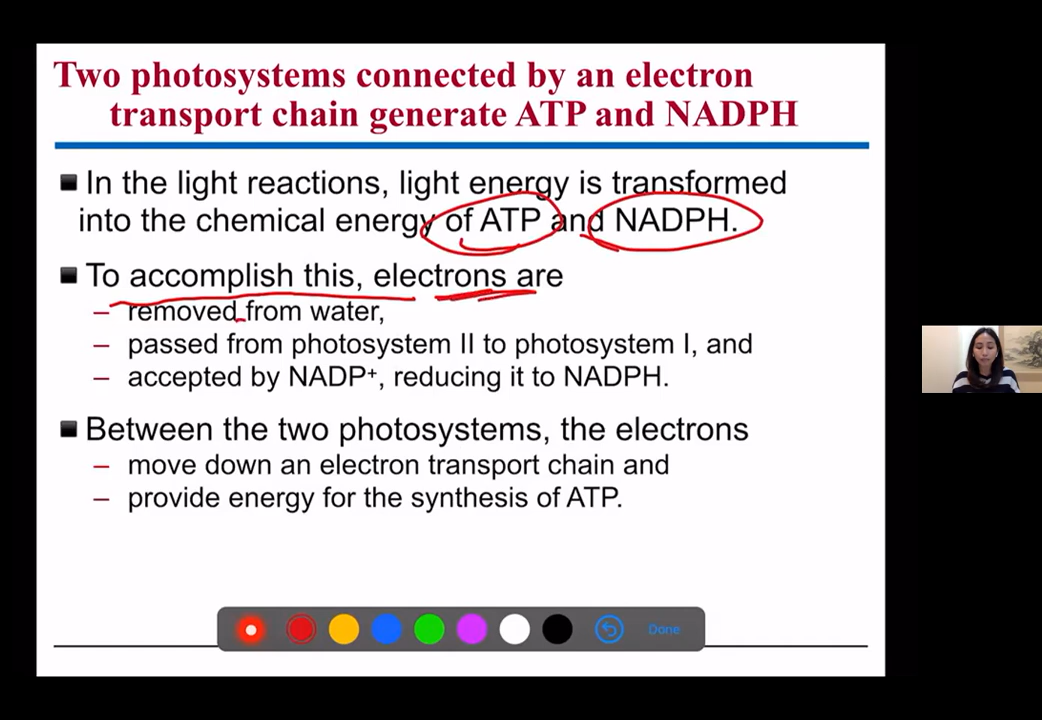 Two photosystems connected by an electron
transport chain generate ATP and NADPH
In the light reactions, light energy is transformed
into the chemical energy of ATP and NADPH.
To accomplish this, electrons are
– removed from water,
– passed from photosystem II to photosystem I, and
– accepted by NADP⁺, reducing it to NADPH.
Between the two photosystems, the electrons
– move down an electron transport chain and
– provide energy for the synthesis of ATP.
Done